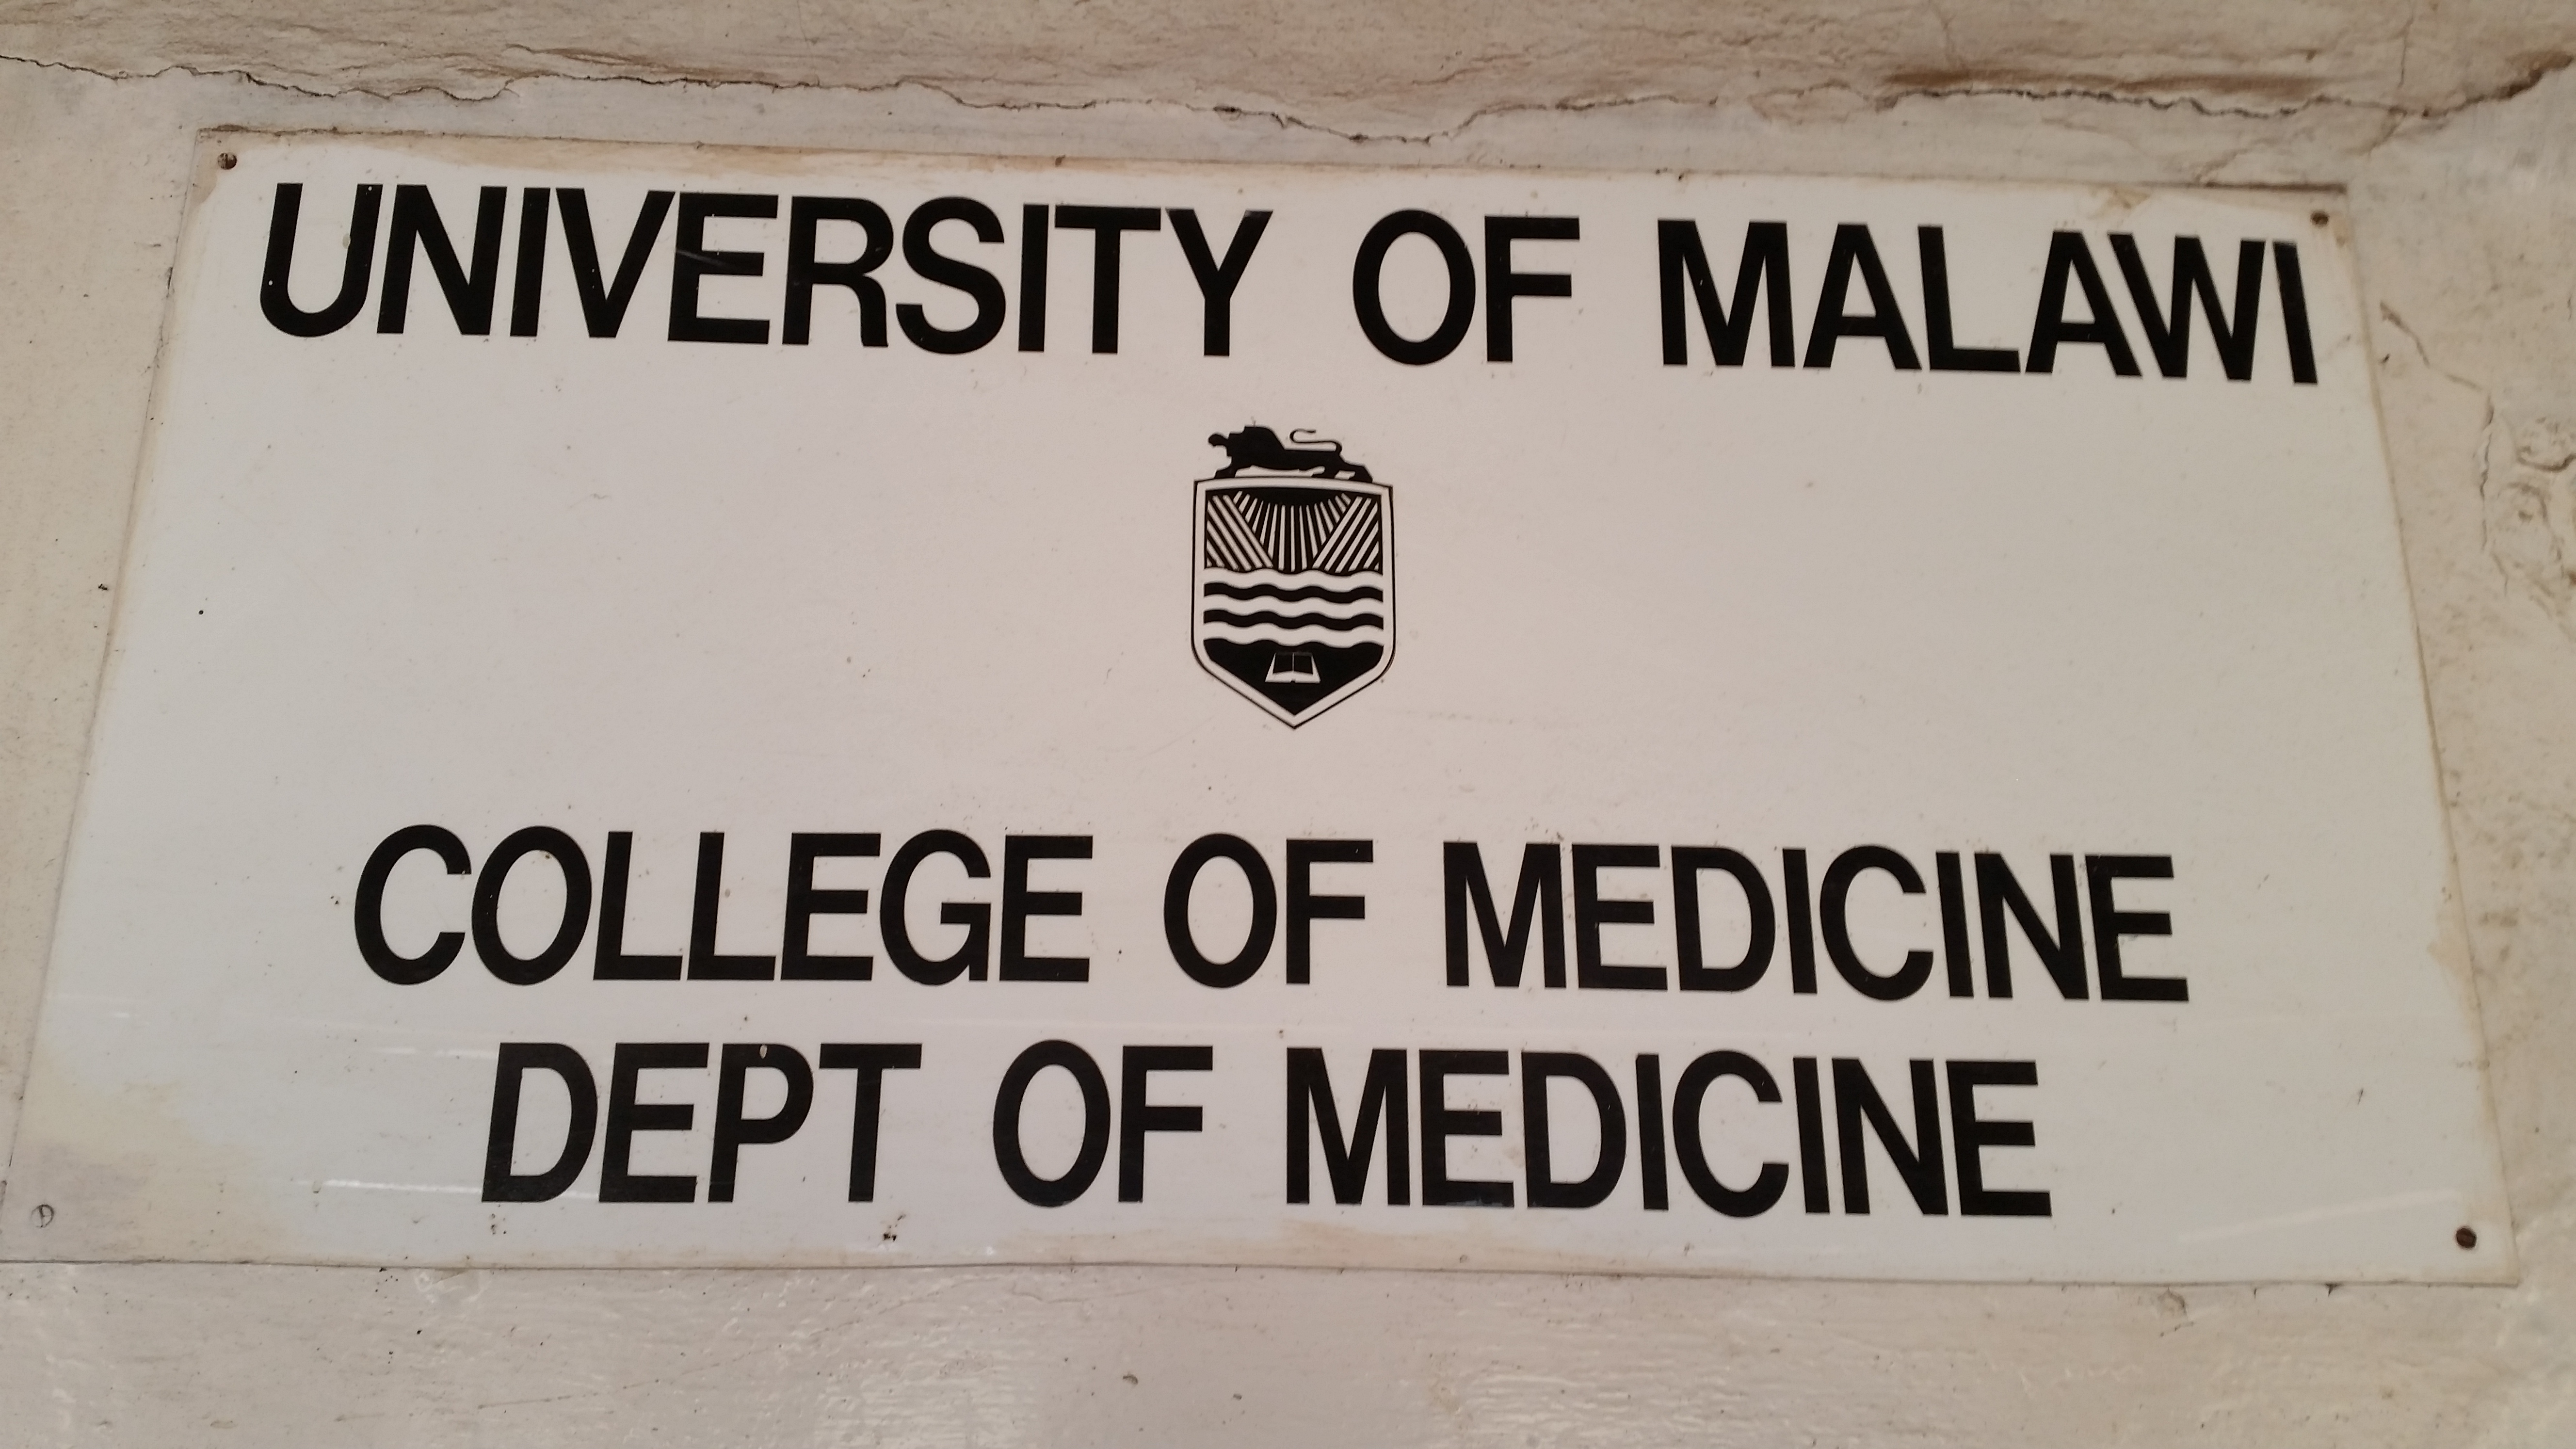 UNIVERSITY OF MALAWI
COLLEGE OF MEDICINE
DEPT OF MEDICINE